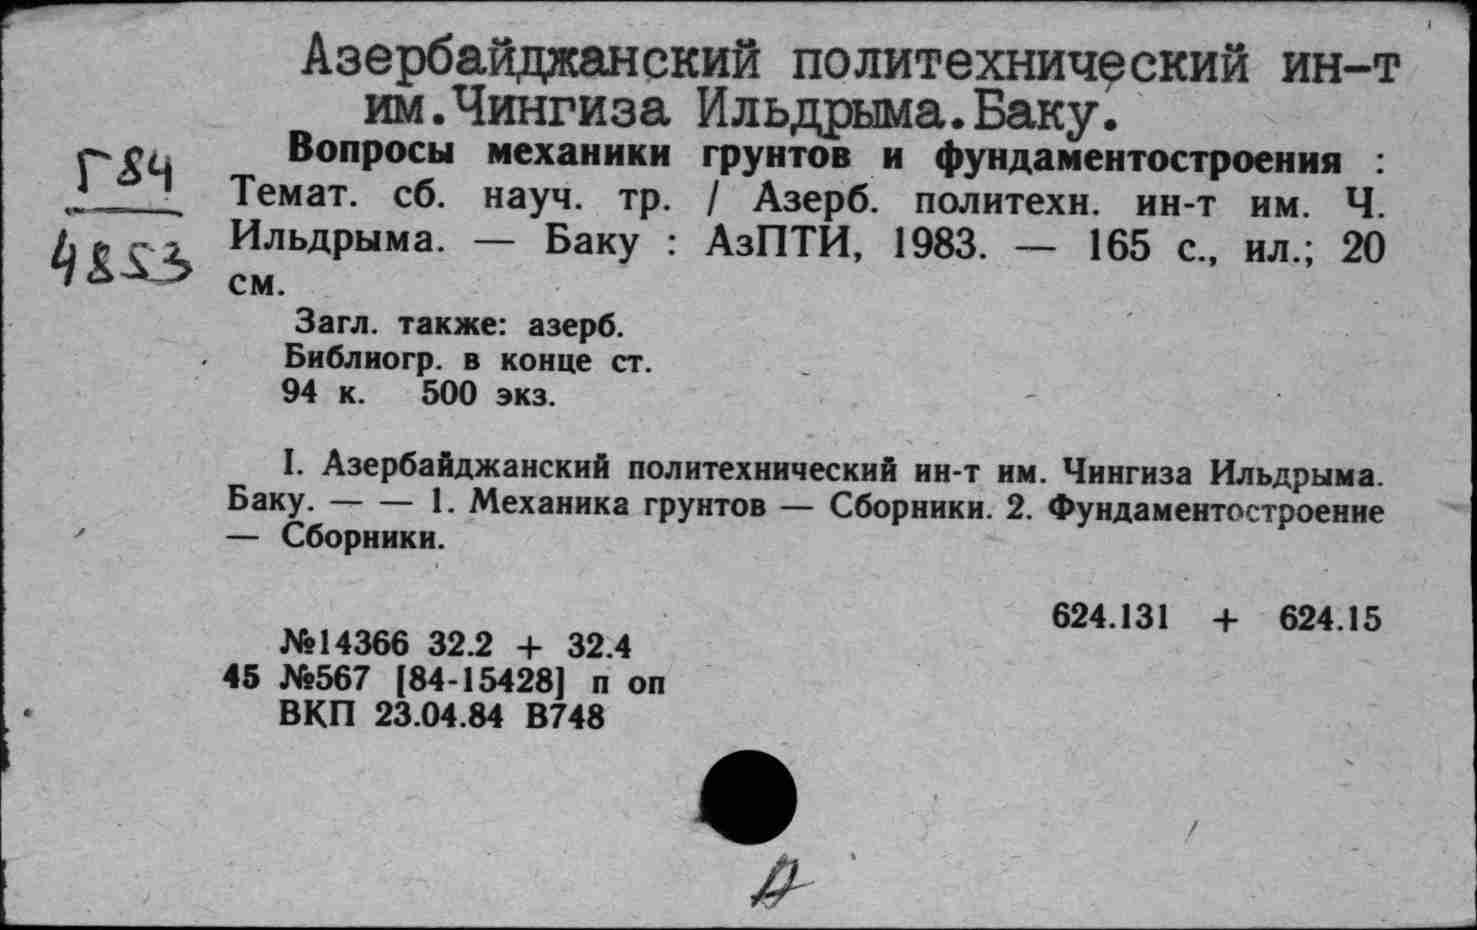 Азербайджанский политехнический ин-т
им.Чингиза Ильдрыма.Баку.
Г84
4853
Вопросы механики грунтов и фундаментостроения :
Темат. сб. науч. тр. / Азерб. политехн. ин-т им. Ч.
Ильдрыма. — Баку : АзПТИ, 1983. — 165 с., ил.; 20
см.
Загл. также: азерб.
Библиогр. в конце ст.
94 к. 500 экз.
I. Азербайджанский политехнический ин-т им. Чингиза Ильдрыма.
Баку. — — 1. Механика грунтов — Сборники. 2. Фундаментостроение
— Сборники.
624.131 + 624.15
№14366 32.2 + 32.4
45 №567 [84-15428] п оп
ВКП 23.04.84 В748